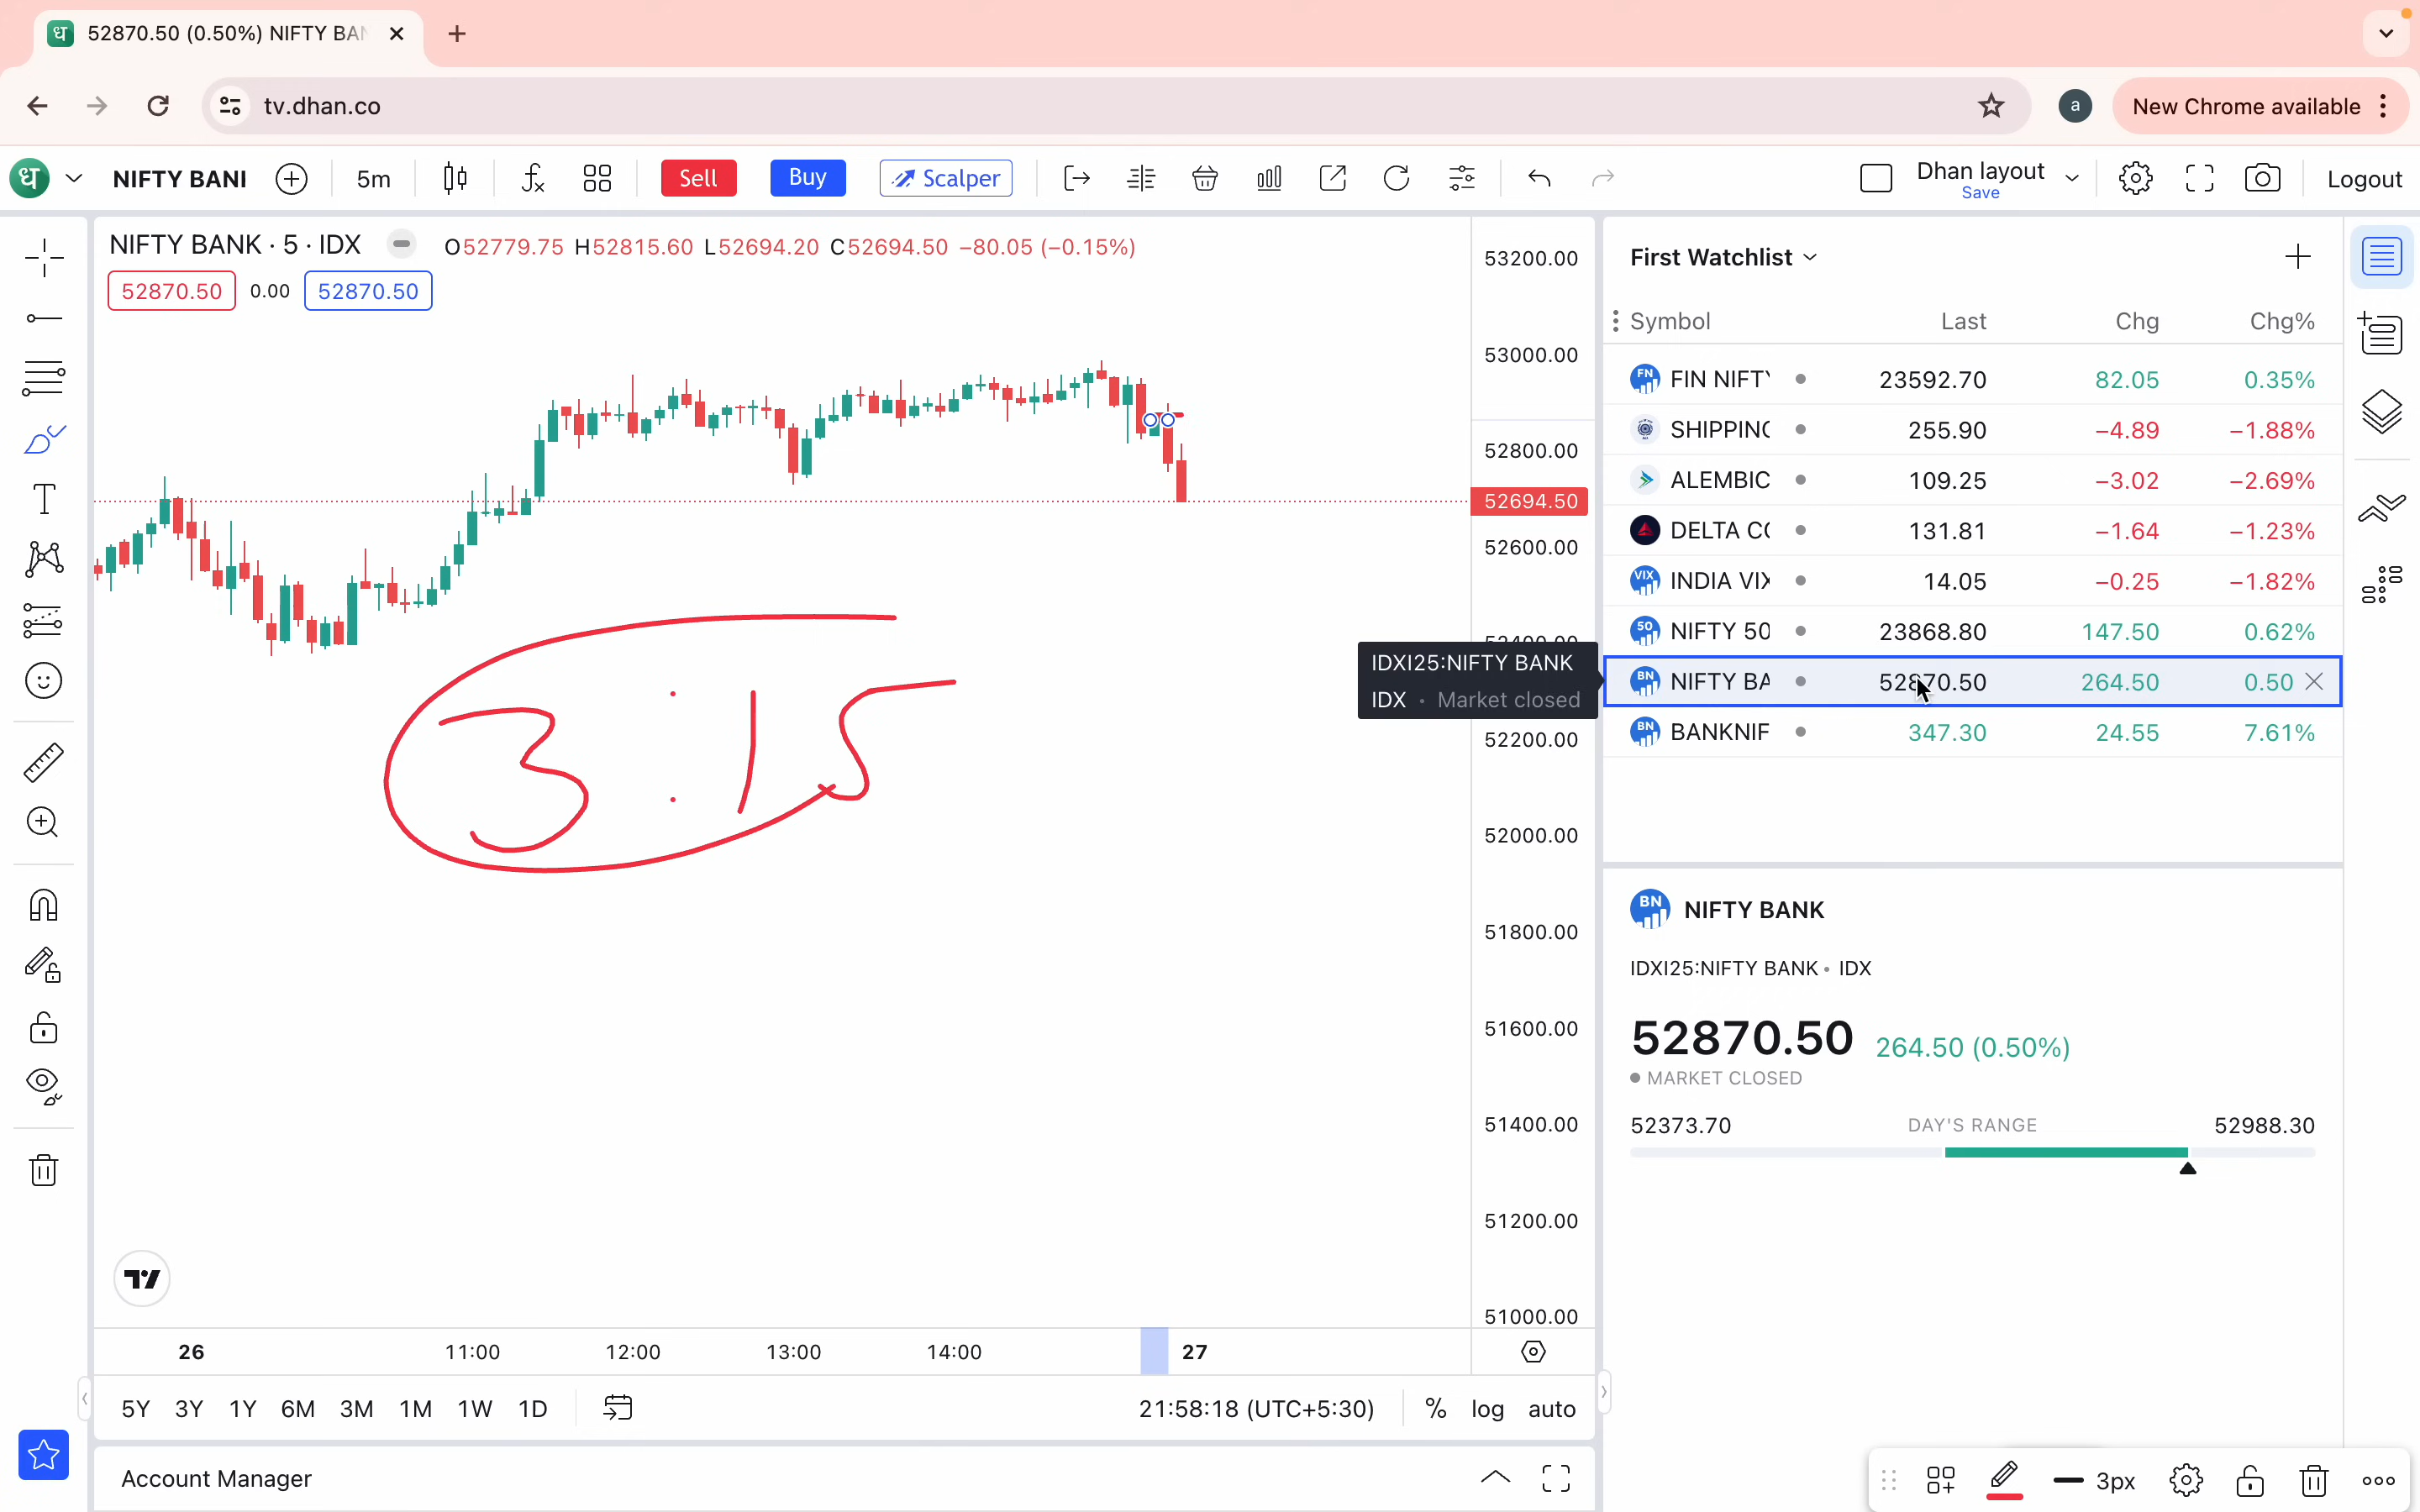 ध 52870.50 (0.50%) NIFTY BAN
tv.dhan.co
a
New Chrome available
ध NIFTY BANI 5m Sell Buy Scalper Dhan layout Save Logout
NIFTY BANK · 5 · IDX O52779.75 H52815.60 L52694.20 C52694.50 −80.05 (−0.15%)
52870.50 0.00 52870.50
53200.00
53000.00
52800.00
52694.50
52600.00
52400.00
52200.00
52000.00
51800.00
51600.00
51400.00
51200.00
51000.00
3:15
IDXI25:NIFTY BANK
IDX · Market closed
26 11:00 12:00 13:00 14:00 27
5Y 3Y 1Y 6M 3M 1M 1W 1D 21:58:18 (UTC+5:30) % log auto
Account Manager
First Watchlist
Symbol Last Chg Chg%
FN FIN NIFTY 23592.70 82.05 0.35%
SHIPPING 255.90 −4.89 −1.88%
ALEMBIC 109.25 −3.02 −2.69%
DELTA CO 131.81 −1.64 −1.23%
VIX INDIA VIX 14.05 −0.25 −1.82%
50 NIFTY 50 23868.80 147.50 0.62%
BN NIFTY BA 52870.50 264.50 0.50
BN BANKNIF 347.30 24.55 7.61%
BN NIFTY BANK
IDXI25:NIFTY BANK • IDX
52870.50 264.50 (0.50%)
MARKET CLOSED
52373.70 DAY'S RANGE 52988.30
3px